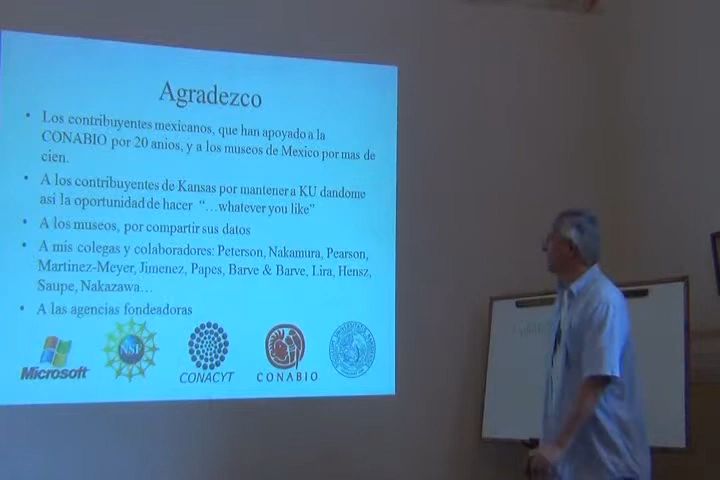 Agradezco
• Los contribuyentes mexicanos, que han apoyado a la
CONABIO por 20 anios, y a los museos de Mexico por mas de
cien.
• A los contribuyentes de Kansas por mantener a KU dandome
asi la oportunidad de hacer “…whatever you like”
• A los museos, por compartir sus datos
• A mis colegas y colaboradores: Peterson, Nakamura, Pearson,
Martinez-Meyer, Jimenez, Papes, Barve & Barve, Lira, Hensz,
Saupe, Nakazawa…
• A las agencias fondeadoras
Microsoft
NSF
CONACYT
CONABIO